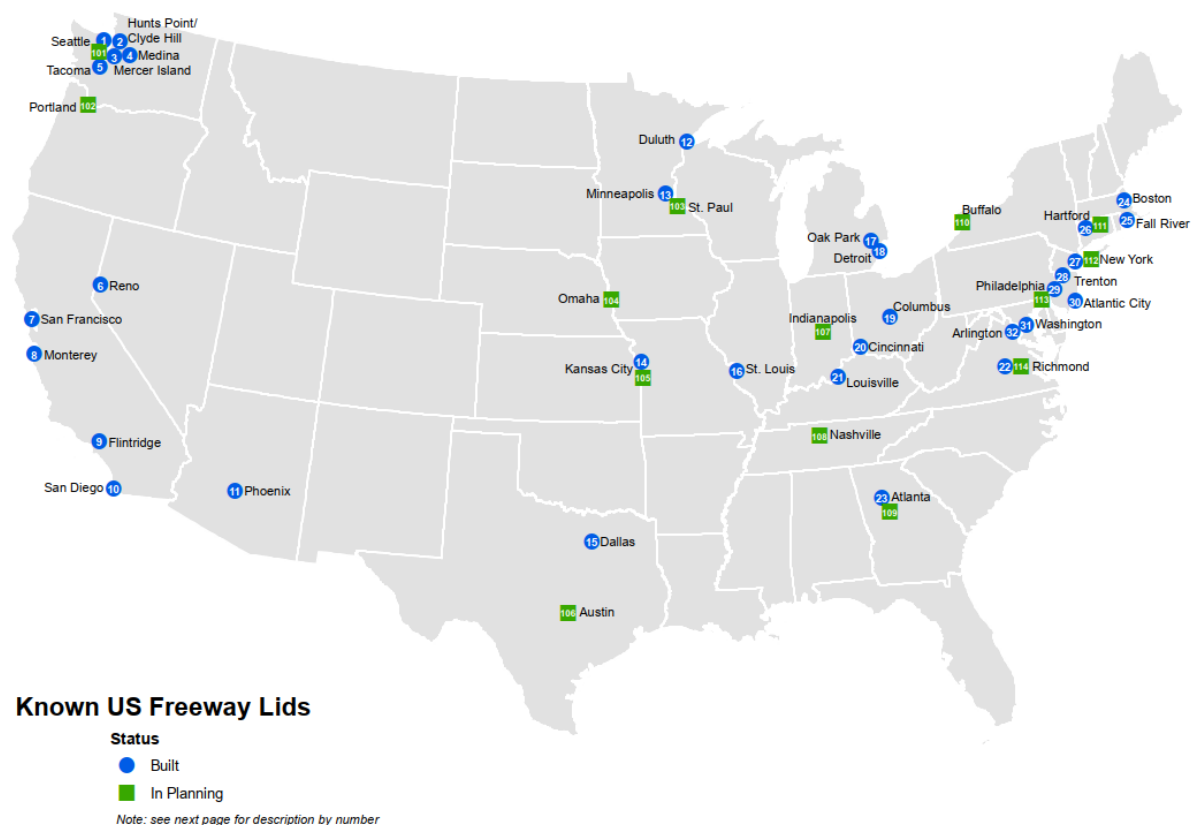 Hunts Point/
Seattle 1 2 Clyde Hill
101 3 4 Medina
Tacoma 5 Mercer Island
Portland 102
Duluth 12
Minneapolis 13
103 St. Paul
Buffalo
110
24 Boston
Hartford 111 25 Fall River
26
Oak Park 17
Detroit 18
27 112 New York
28 Trenton
Philadelphia 29
113 30 Atlantic City
6 Reno
7 San Francisco
8 Monterey
Omaha 104
Columbus
19
Indianapolis
107
31 Washington
Arlington 32
20 Cincinnati
14
Kansas City 105
16 St. Louis
21 Louisville
22 114 Richmond
9 Flintridge
108 Nashville
San Diego 10
11 Phoenix
23 Atlanta
109
15 Dallas
106 Austin
Known US Freeway Lids
Status
Built
In Planning
Note: see next page for description by number